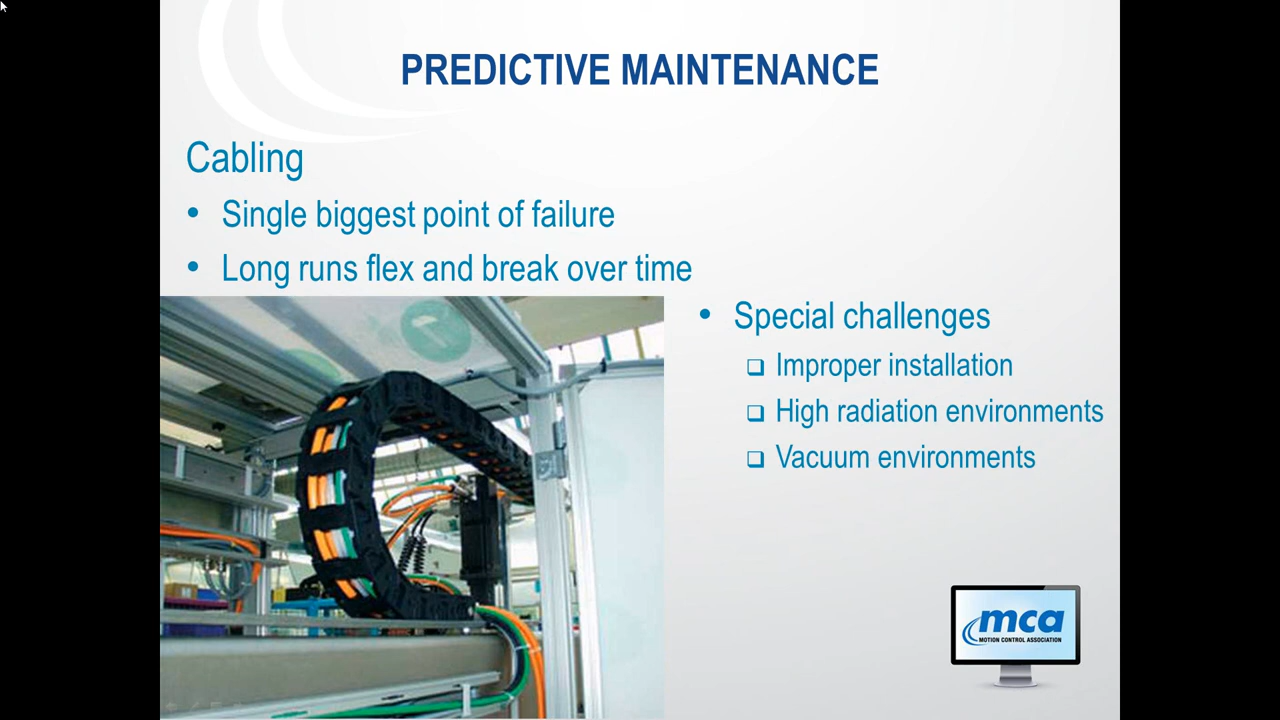 PREDICTIVE MAINTENANCE
Cabling
• Single biggest point of failure
• Long runs flex and break over time
• Special challenges
❑ Improper installation
❑ High radiation environments
❑ Vacuum environments
mca
MOTION CONTROL ASSOCIATION